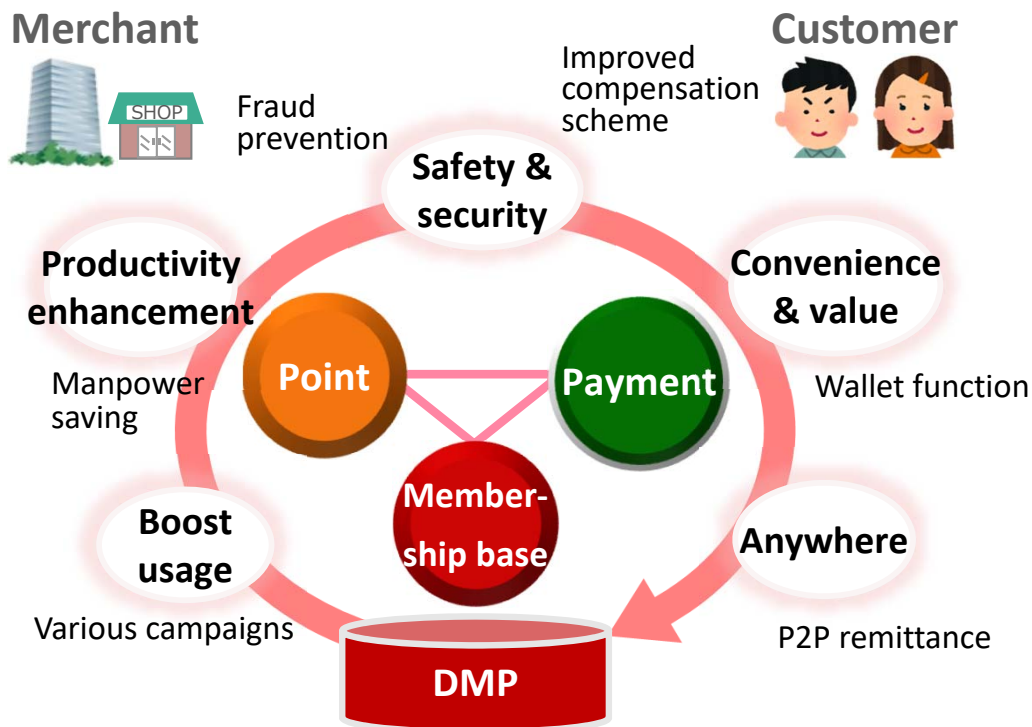 Merchant
Customer
SHOP
Fraud
prevention
Improved
compensation
scheme
Safety &
security
Productivity
enhancement
Convenience
& value
Point
Payment
Manpower
saving
Wallet function
Member-
ship base
Boost
usage
Anywhere
Various campaigns
P2P remittance
DMP